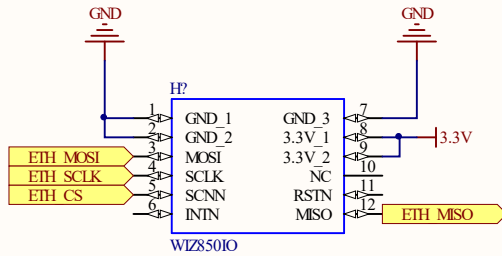 GND
GND
H?
1 GND_1 GND_3 7
2 GND_2 3.3V_1 8 3.3V
ETH MOSI 3 MOSI 3.3V_2 9
ETH SCLK 4 SCLK NC 10
ETH CS 5 SCNN RSTN 11
6 INTN MISO 12 ETH MISO
WIZ850IO